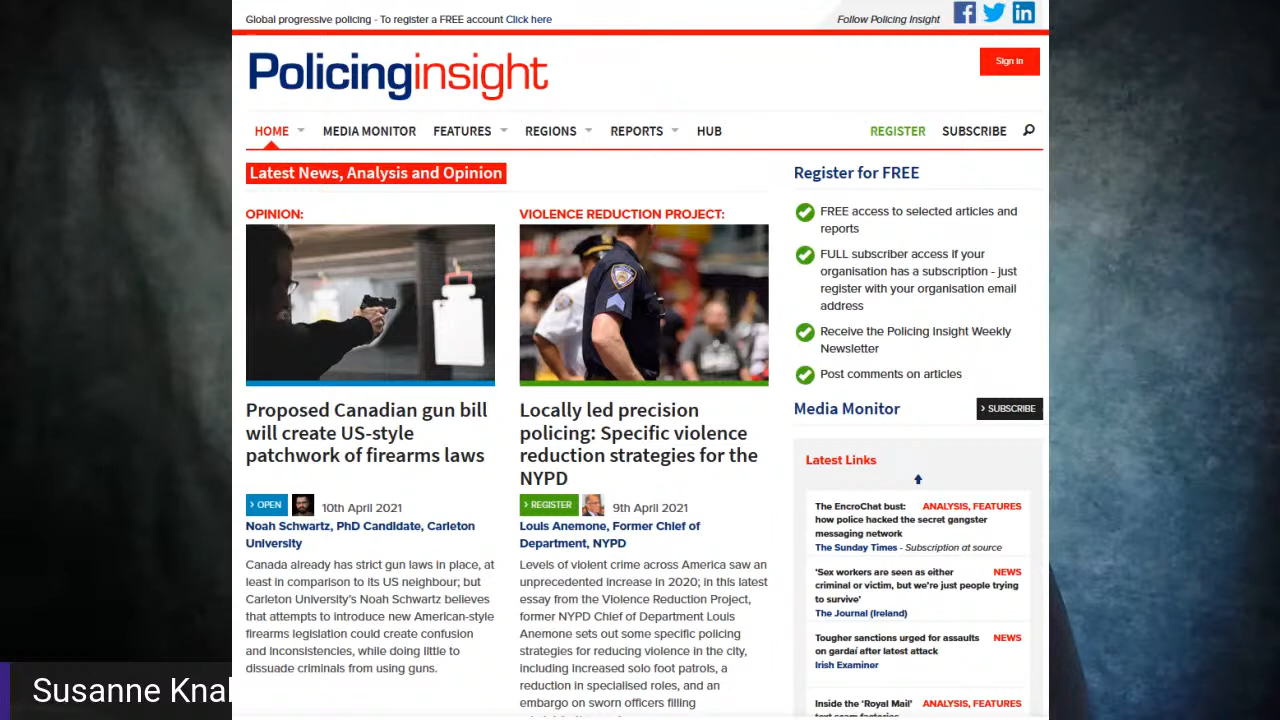 Global progressive policing - To register a FREE account Click here
Follow Policing Insight
Policinginsight
Sign in
HOME
MEDIA MONITOR
FEATURES
REGIONS
REPORTS
HUB
REGISTER
SUBSCRIBE
Latest News, Analysis and Opinion
OPINION:
Proposed Canadian gun bill
will create US-style
patchwork of firearms laws
› OPEN
10th April 2021
Noah Schwartz, PhD Candidate, Carleton
University
Canada already has strict gun laws in place, at
least in comparison to its US neighbour; but
Carleton University's Noah Schwartz believes
that attempts to introduce new American-style
firearms legislation could create confusion
and inconsistencies, while doing little to
dissuade criminals from using guns.
VIOLENCE REDUCTION PROJECT:
Locally led precision
policing: Specific violence
reduction strategies for the
NYPD
› REGISTER
9th April 2021
Louis Anemone, Former Chief of
Department, NYPD
Levels of violent crime across America saw an
unprecedented increase in 2020; in this latest
essay from the Violence Reduction Project,
former NYPD Chief of Department Louis
Anemone sets out some specific policing
strategies for reducing violence in the city,
including increased solo foot patrols, a
reduction in specialised roles, and an
embargo on sworn officers filling
Register for FREE
FREE access to selected articles and
reports
FULL subscriber access if your
organisation has a subscription - just
register with your organisation email
address
Receive the Policing Insight Weekly
Newsletter
Post comments on articles
Media Monitor
› SUBSCRIBE
Latest Links
The EncroChat bust: ANALYSIS, FEATURES
how police hacked the secret gangster
messaging network
The Sunday Times - Subscription at source
'Sex workers are seen as either NEWS
criminal or victim, but we're just people trying
to survive'
The Journal (Ireland)
Tougher sanctions urged for assaults NEWS
on gardaí after latest attack
Irish Examiner
Inside the 'Royal Mail' ANALYSIS, FEATURES
Susanne